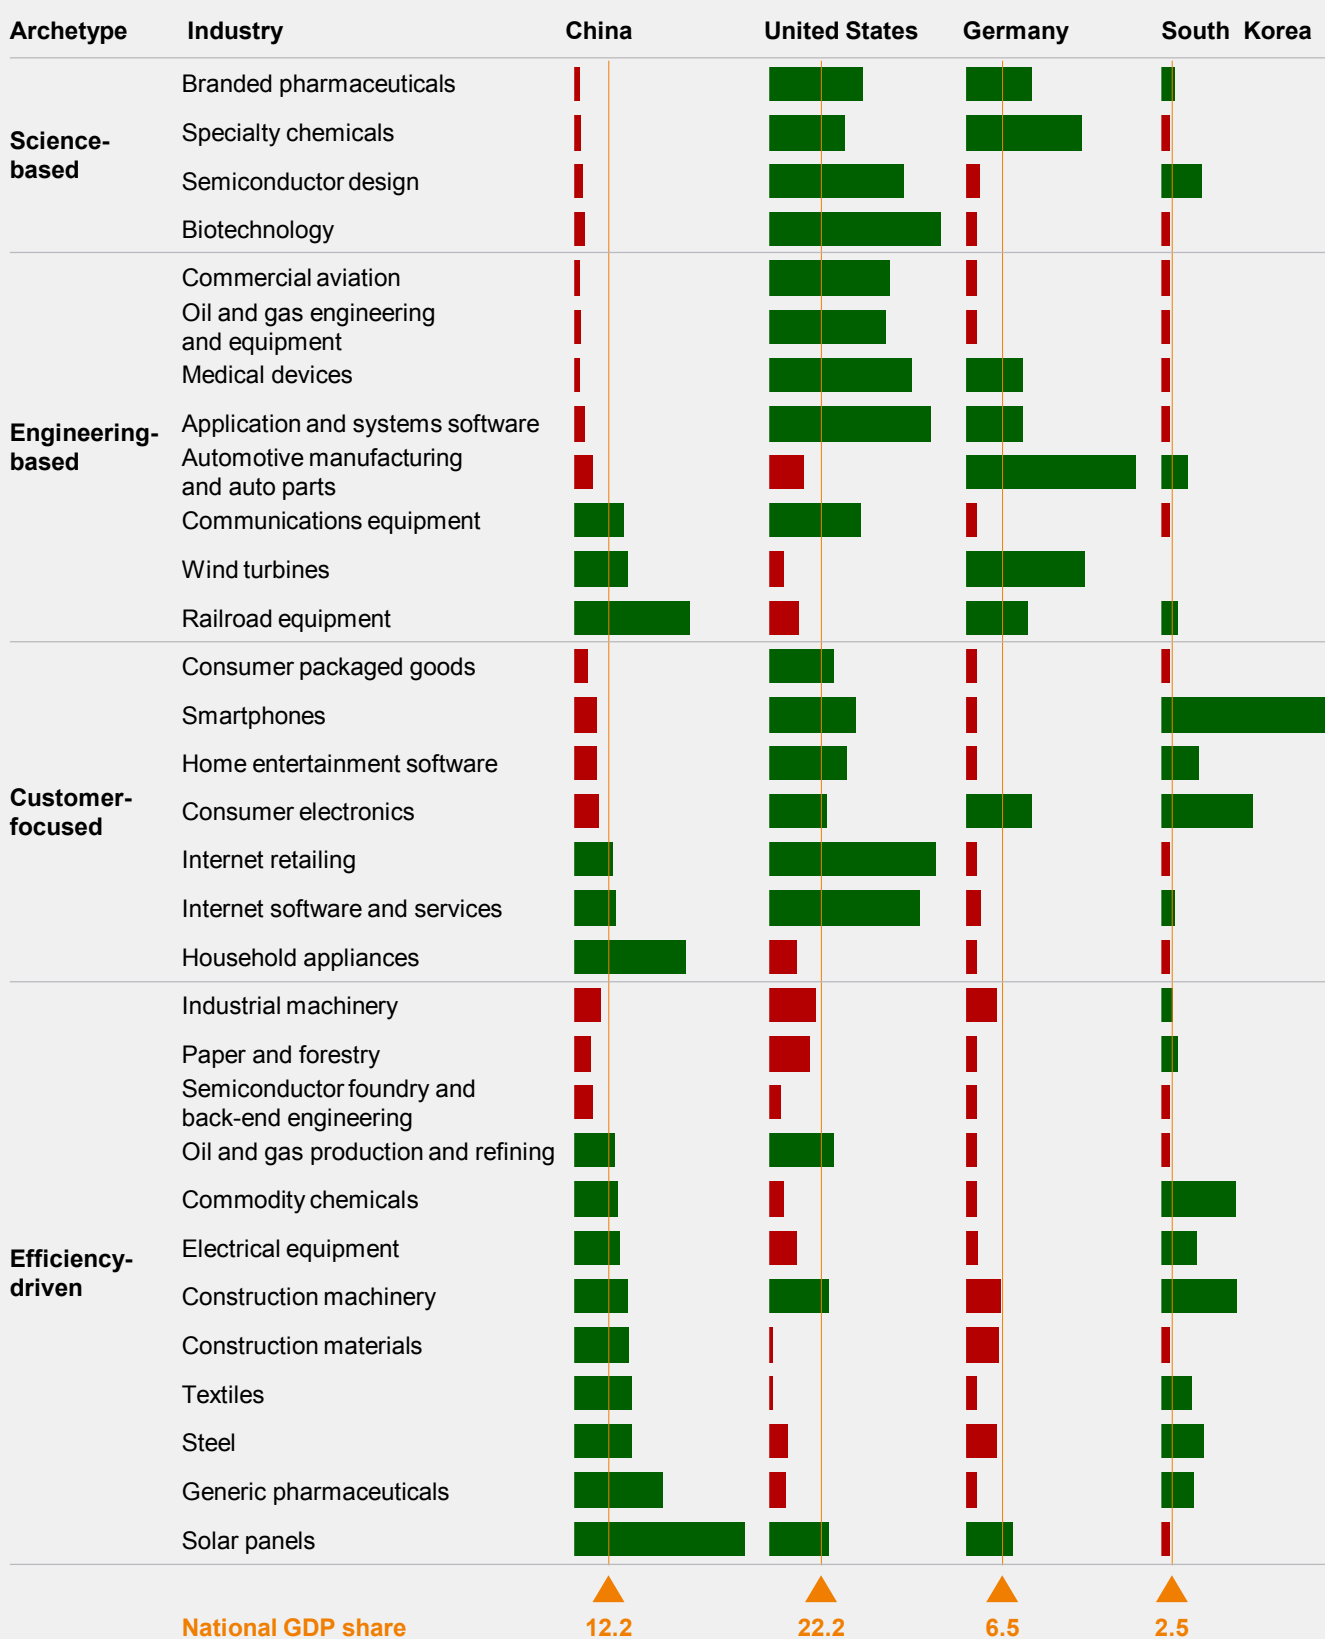 Archetype Industry China United States Germany South Korea
Science-
based
Branded pharmaceuticals
Specialty chemicals
Semiconductor design
Biotechnology
Engineering-
based
Commercial aviation
Oil and gas engineering
and equipment
Medical devices
Application and systems software
Automotive manufacturing
and auto parts
Communications equipment
Wind turbines
Railroad equipment
Customer-
focused
Consumer packaged goods
Smartphones
Home entertainment software
Consumer electronics
Internet retailing
Internet software and services
Household appliances
Efficiency-
driven
Industrial machinery
Paper and forestry
Semiconductor foundry and
back-end engineering
Oil and gas production and refining
Commodity chemicals
Electrical equipment
Construction machinery
Construction materials
Textiles
Steel
Generic pharmaceuticals
Solar panels
National GDP share 12.2 22.2 6.5 2.5